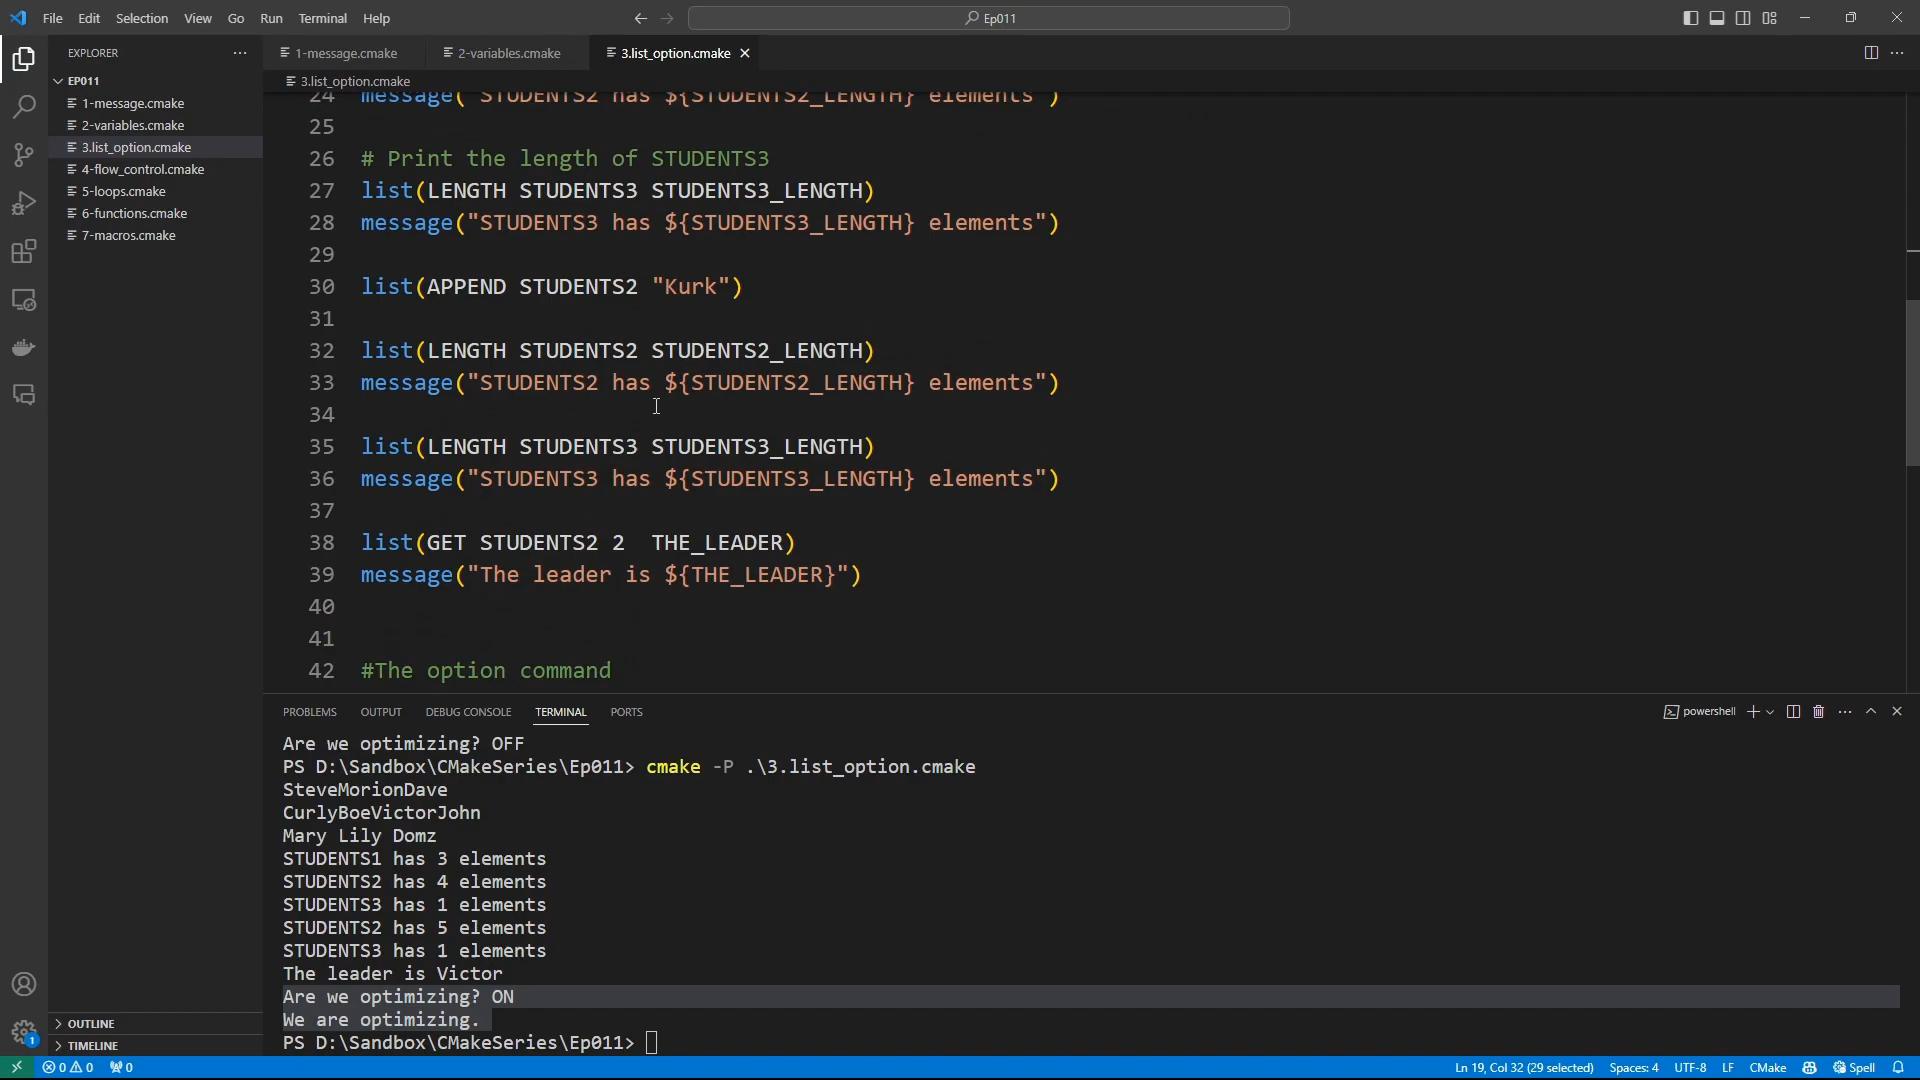 File Edit Selection View Go Run Terminal Help
Ep011
EXPLORER
1-message.cmake
2-variables.cmake
3.list_option.cmake
EP011
3.list_option.cmake
1-message.cmake
2-variables.cmake
3.list_option.cmake
4-flow_control.cmake
5-loops.cmake
6-functions.cmake
7-macros.cmake
24 message("STUDENTS2 has ${STUDENTS2_LENGTH} elements")
25
26 # Print the length of STUDENTS3
27 list(LENGTH STUDENTS3 STUDENTS3_LENGTH)
28 message("STUDENTS3 has ${STUDENTS3_LENGTH} elements")
29
30 list(APPEND STUDENTS2 "Kurk")
31
32 list(LENGTH STUDENTS2 STUDENTS2_LENGTH)
33 message("STUDENTS2 has ${STUDENTS2_LENGTH} elements")
34
35 list(LENGTH STUDENTS3 STUDENTS3_LENGTH)
36 message("STUDENTS3 has ${STUDENTS3_LENGTH} elements")
37
38 list(GET STUDENTS2 2  THE_LEADER)
39 message("The leader is ${THE_LEADER}")
40
41
42 #The option command
PROBLEMS OUTPUT DEBUG CONSOLE TERMINAL PORTS
powershell
Are we optimizing? OFF
PS D:\Sandbox\CMakeSeries\Ep011> cmake -P .\3.list_option.cmake
SteveMorionDave
CurlyBoeVictorJohn
Mary Lily Domz
STUDENTS1 has 3 elements
STUDENTS2 has 4 elements
STUDENTS3 has 1 elements
STUDENTS2 has 5 elements
STUDENTS3 has 1 elements
The leader is Victor
Are we optimizing? ON
We are optimizing.
PS D:\Sandbox\CMakeSeries\Ep011>
OUTLINE
TIMELINE
1
0 0 0
Ln 19, Col 32 (29 selected) Spaces: 4 UTF-8 LF CMake Spell